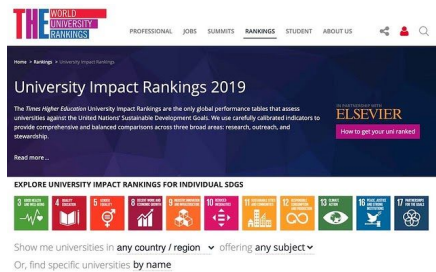 THE WORLD UNIVERSITY RANKINGS
PROFESSIONAL JOBS SUMMITS RANKINGS STUDENT ABOUT US
Home > Rankings > University Impact Rankings
University Impact Rankings 2019
The Times Higher Education University Impact Rankings are the only global performance tables that assess
universities against the United Nations' Sustainable Development Goals. We use carefully calibrated indicators to
provide comprehensive and balanced comparisons across three broad areas: research, outreach, and
stewardship.
Read more...
IN PARTNERSHIP WITH
ELSEVIER
How to get your uni ranked
EXPLORE UNIVERSITY IMPACT RANKINGS FOR INDIVIDUAL SDGS
3 GOOD HEALTH AND WELL-BEING
4 QUALITY EDUCATION
5 GENDER EQUALITY
8 DECENT WORK AND ECONOMIC GROWTH
9 INDUSTRY, INNOVATION AND INFRASTRUCTURE
10 REDUCED INEQUALITIES
11 SUSTAINABLE CITIES AND COMMUNITIES
12 RESPONSIBLE CONSUMPTION AND PRODUCTION
13 CLIMATE ACTION
16 PEACE, JUSTICE AND STRONG INSTITUTIONS
17 PARTNERSHIPS FOR THE GOALS
Show me universities in any country / region offering any subject
Or, find specific universities by name